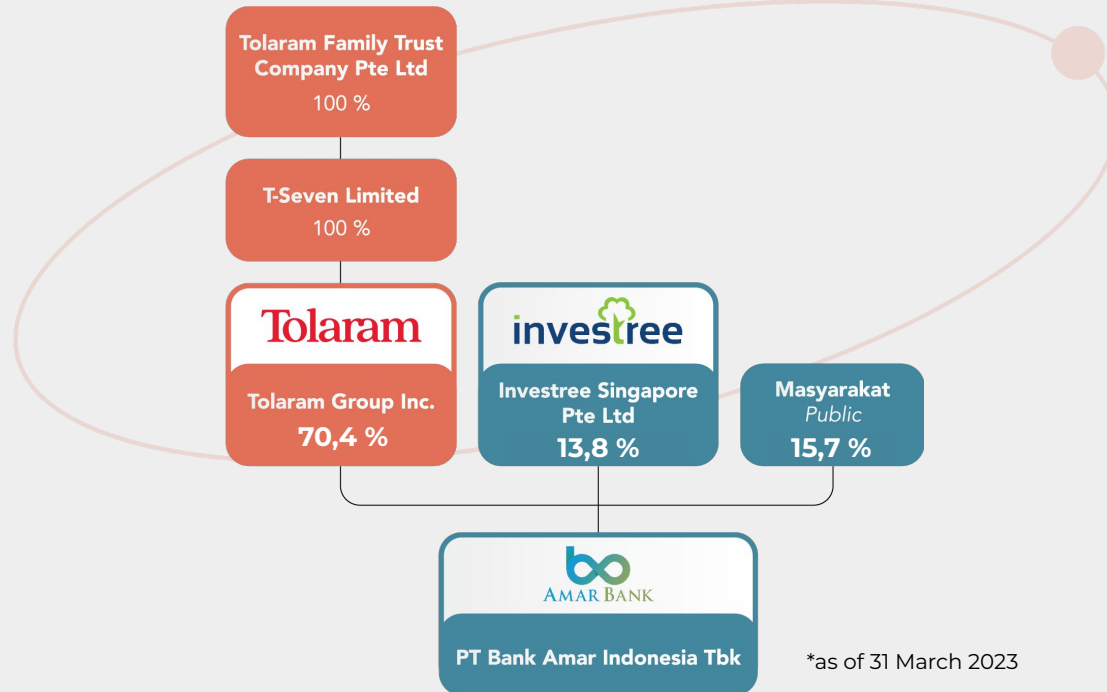 Tolaram Family Trust
Company Pte Ltd
100 %
T-Seven Limited
100 %
Tolaram
Tolaram Group Inc.
70,4 %
investree
Investree Singapore
Pte Ltd
13,8 %
Masyarakat
Public
15,7 %
AMAR BANK
PT Bank Amar Indonesia Tbk
*as of 31 March 2023